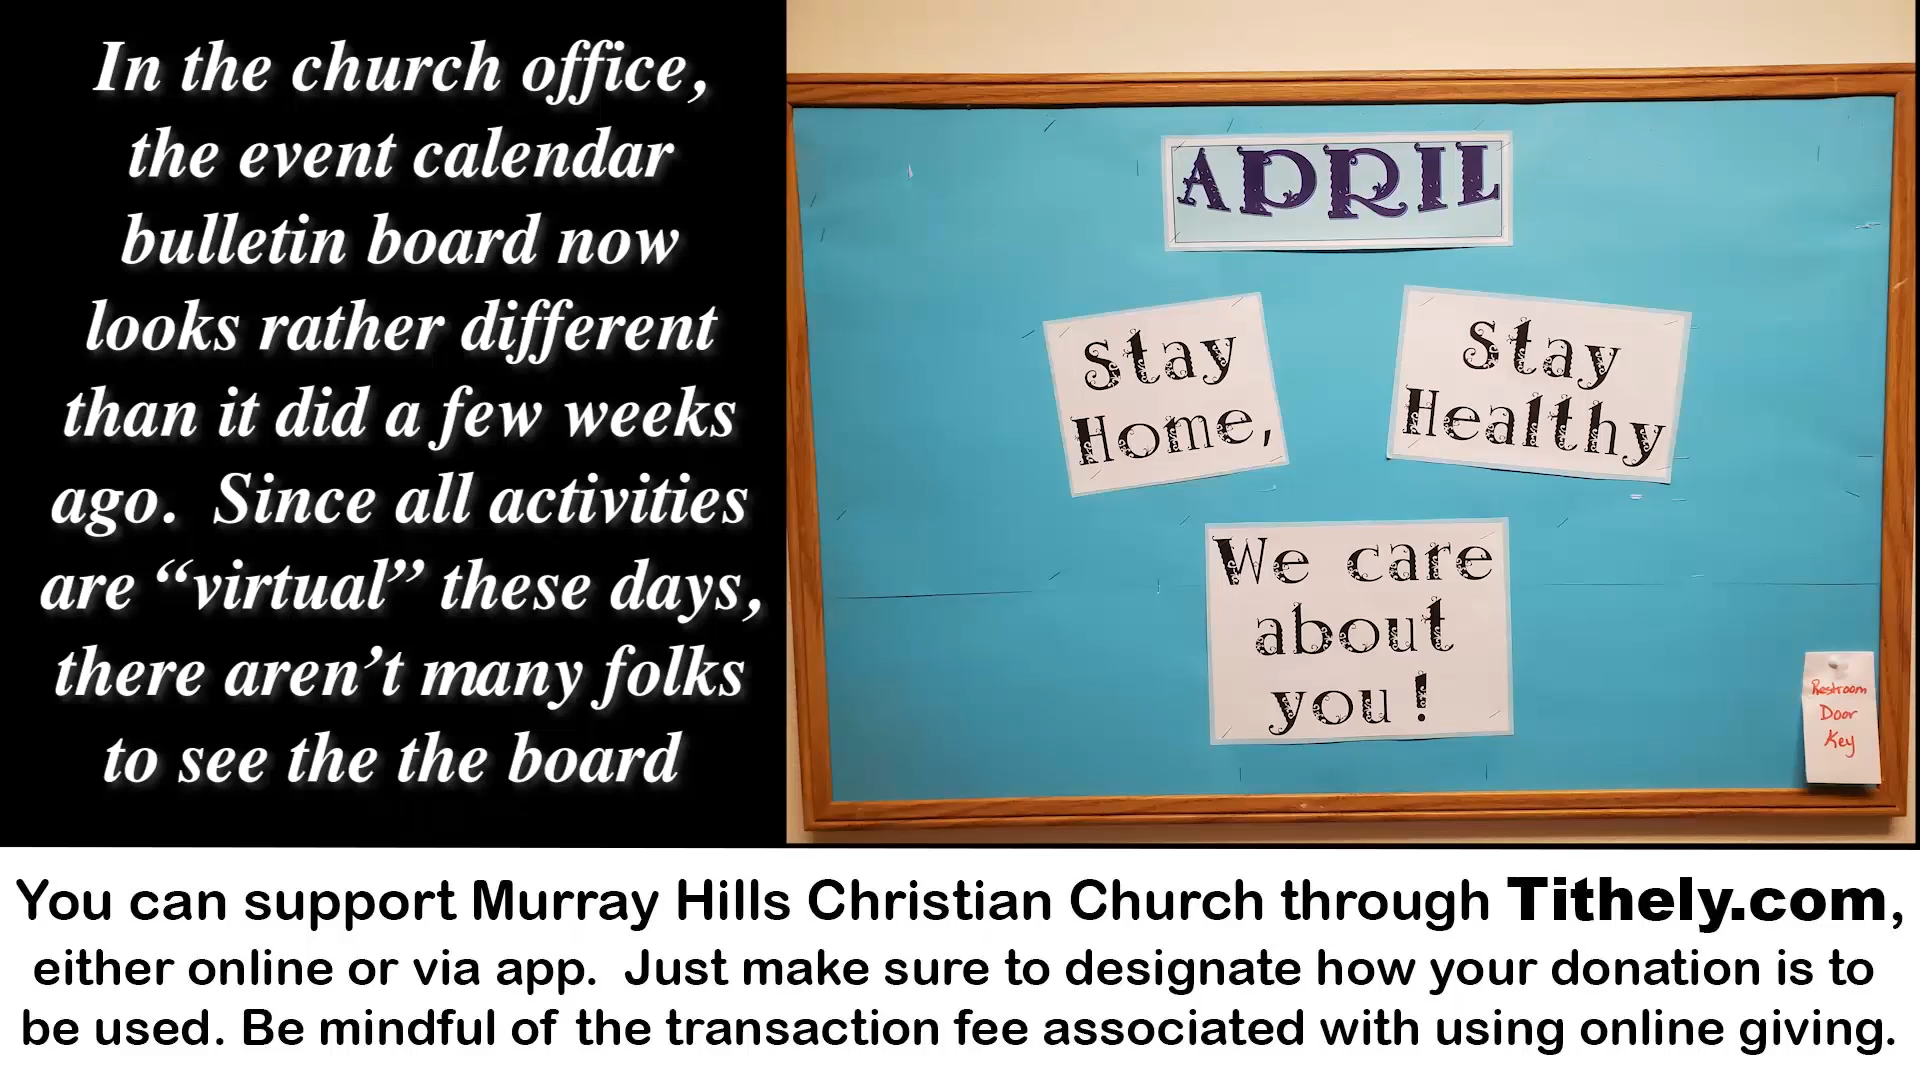 In the church office,
the event calendar
bulletin board now
looks rather different
than it did a few weeks
ago.  Since all activities
are “virtual” these days,
there aren’t many folks
to see the the board
APRIL
Stay
Home,
Stay
Healthy
We care
about
you!
Restroom
Door
Key
You can support Murray Hills Christian Church through Tithely.com,
either online or via app.  Just make sure to designate how your donation is to
be used. Be mindful of the transaction fee associated with using online giving.